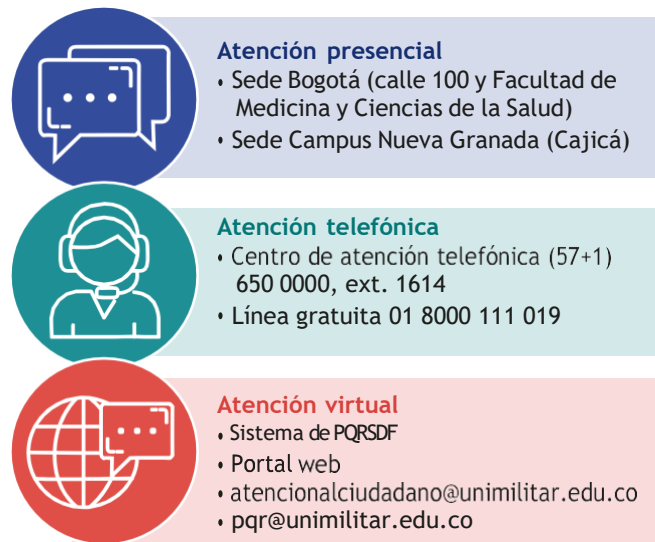 Atención presencial
• Sede Bogotá (calle 100 y Facultad de
Medicina y Ciencias de la Salud)
• Sede Campus Nueva Granada (Cajicá)
Atención telefónica
• Centro de atención telefónica (57+1)
650 0000, ext. 1614
• Línea gratuita 01 8000 111 019
Atención virtual
• Sistema de PQRSDF
• Portal web
• atencionalciudadano@unimilitar.edu.co
• pqr@unimilitar.edu.co